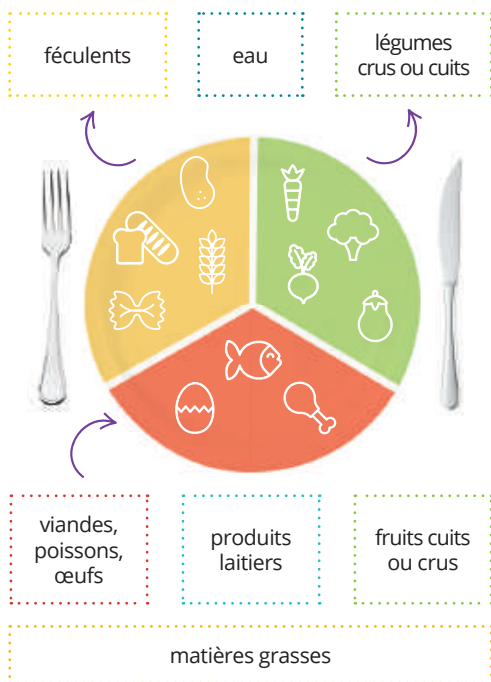 féculents
eau
légumes
crus ou cuits
viandes,
poissons,
œufs
produits
laitiers
fruits cuits
ou crus
matières grasses